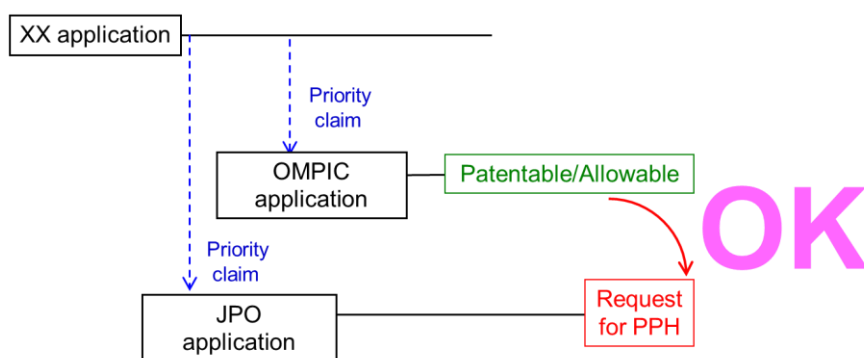 XX application
Priority
claim
OMPIC
application
Patentable/Allowable
OK
Priority
claim
JPO
application
Request
for PPH